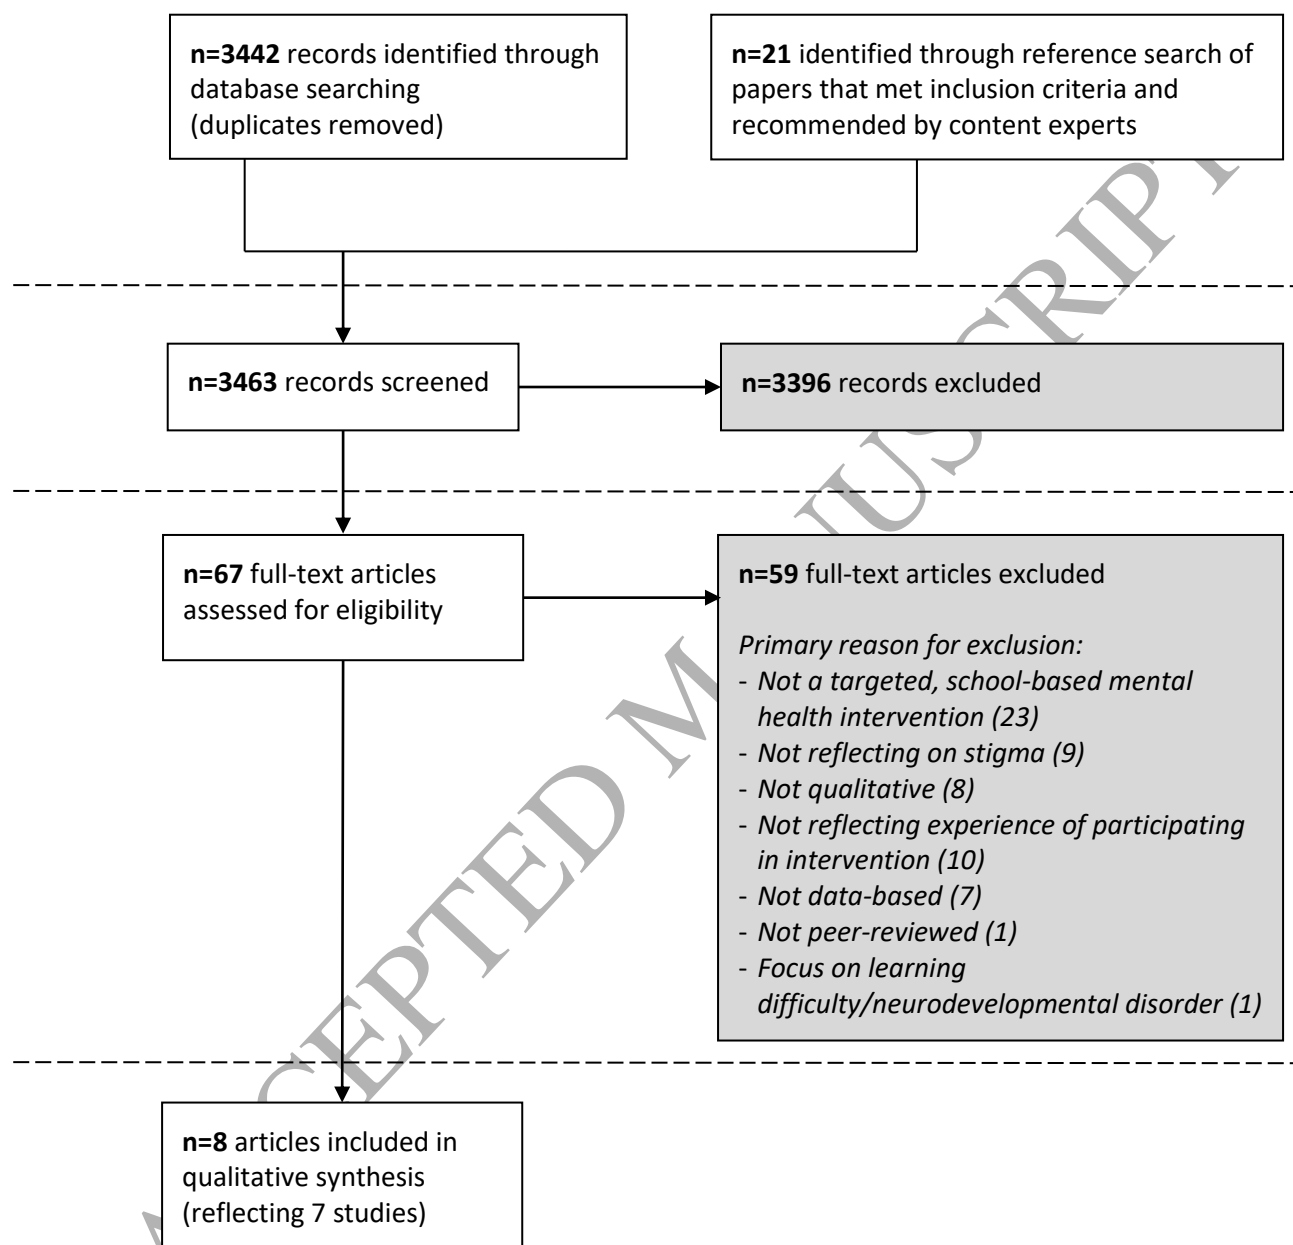 n=3442 records identified through
database searching
(duplicates removed)
n=21 identified through reference search of
papers that met inclusion criteria and
recommended by content experts
n=3463 records screened
n=3396 records excluded
n=67 full-text articles
assessed for eligibility
n=59 full-text articles excluded
Primary reason for exclusion:
- Not a targeted, school-based mental
health intervention (23)
- Not reflecting on stigma (9)
- Not qualitative (8)
- Not reflecting experience of participating
in intervention (10)
- Not data-based (7)
- Not peer-reviewed (1)
- Focus on learning
difficulty/neurodevelopmental disorder (1)
n=8 articles included in
qualitative synthesis
(reflecting 7 studies)